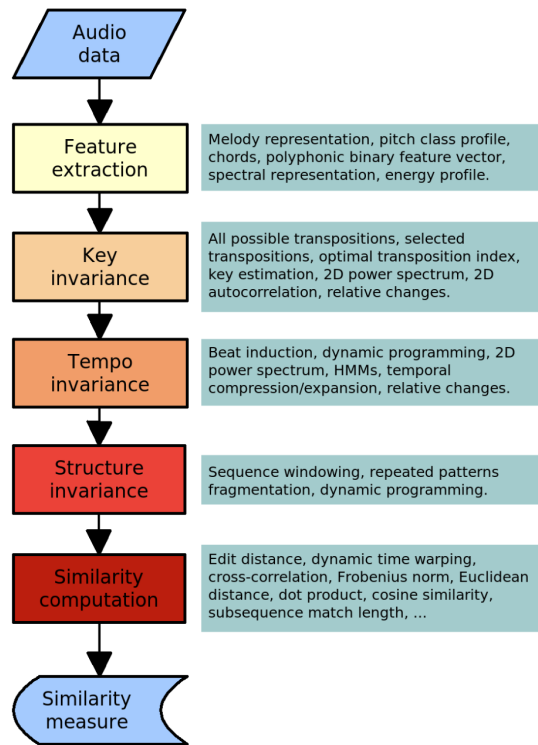 Audio
data
Feature
extraction
Melody representation, pitch class profile,
chords, polyphonic binary feature vector,
spectral representation, energy profile.
Key
invariance
All possible transpositions, selected
transpositions, optimal transposition index,
key estimation, 2D power spectrum, 2D
autocorrelation, relative changes.
Tempo
invariance
Beat induction, dynamic programming, 2D
power spectrum, HMMs, temporal
compression/expansion, relative changes.
Structure
invariance
Sequence windowing, repeated patterns
fragmentation, dynamic programming.
Similarity
computation
Edit distance, dynamic time warping,
cross-correlation, Frobenius norm, Euclidean
distance, dot product, cosine similarity,
subsequence match length, ...
Similarity
measure